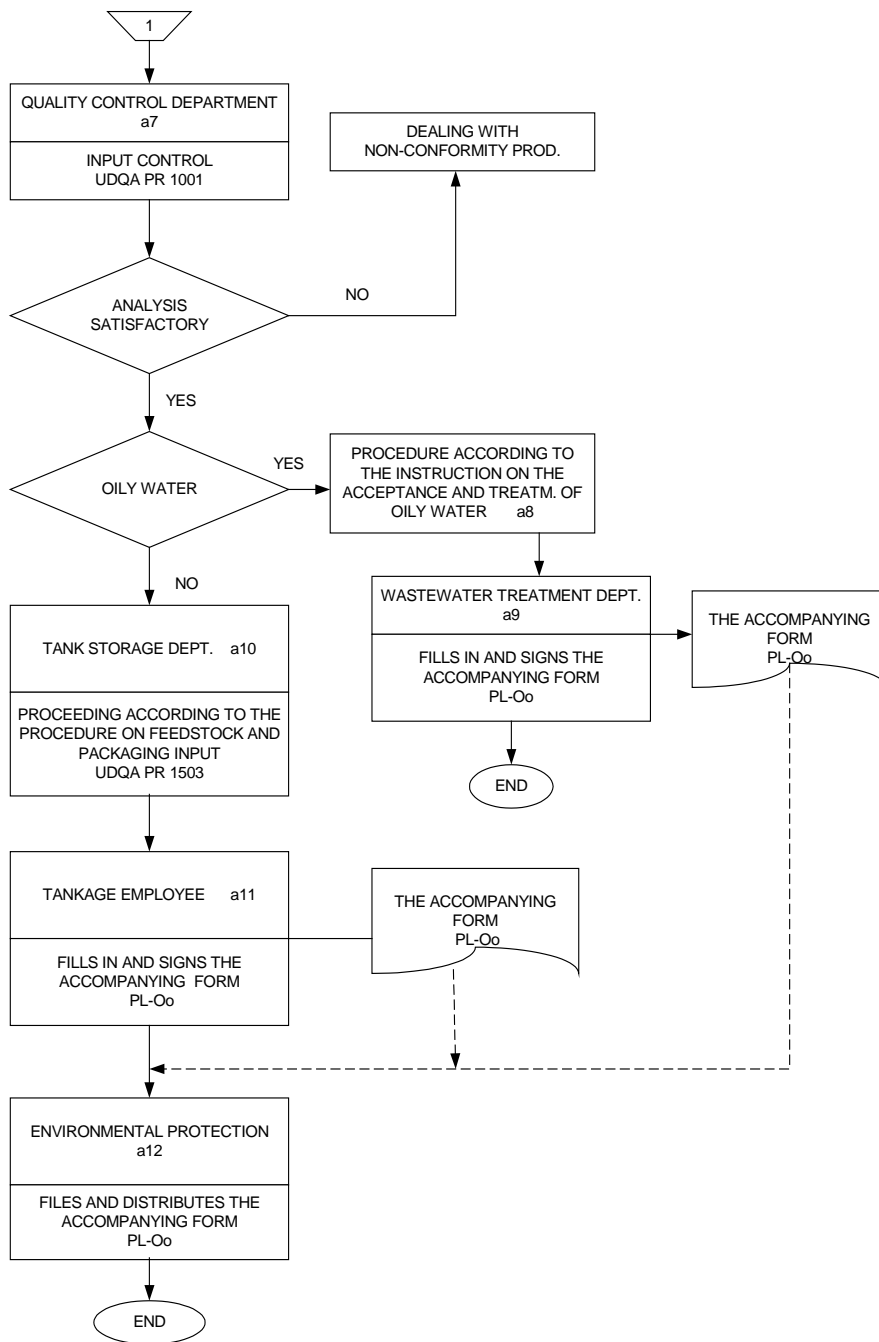 1
QUALITY CONTROL DEPARTMENT
a7
INPUT CONTROL
UDQA PR 1001
DEALING WITH
NON-CONFORMITY PROD.
ANALYSIS
SATISFACTORY
NO
YES
OILY WATER
YES
PROCEDURE ACCORDING TO
THE INSTRUCTION ON THE
ACCEPTANCE AND TREATM. OF
OILY WATER a8
NO
WASTEWATER TREATMENT DEPT.
a9
FILLS IN AND SIGNS THE
ACCOMPANYING FORM
PL-Oo
THE ACCOMPANYING
FORM
PL-Oo
END
TANK STORAGE DEPT. a10
PROCEEDING ACCORDING TO THE
PROCEDURE ON FEEDSTOCK AND
PACKAGING INPUT
UDQA PR 1503
TANKAGE EMPLOYEE a11
FILLS IN AND SIGNS THE
ACCOMPANYING FORM
PL-Oo
THE ACCOMPANYING
FORM
PL-Oo
ENVIRONMENTAL PROTECTION
a12
FILES AND DISTRIBUTES THE
ACCOMPANYING FORM
PL-Oo
END